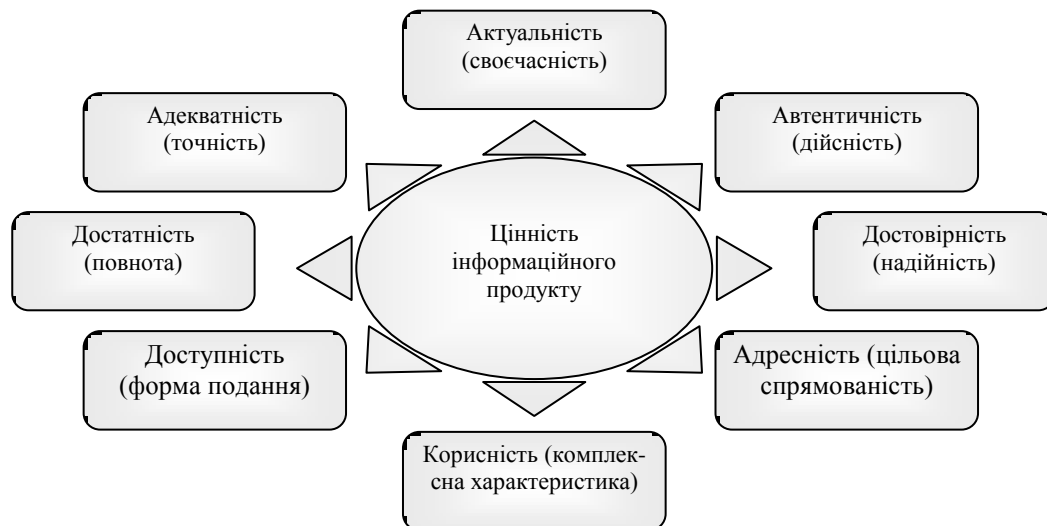 Актуальність
(своєчасність)
Адекватність
(точність)
Автентичність
(дійсність)
Достатність
(повнота)
Цінність
інформаційного
продукту
Достовірність
(надійність)
Доступність
(форма подання)
Адресність (цільова
спрямованість)
Корисність (комплек-
сна характеристика)